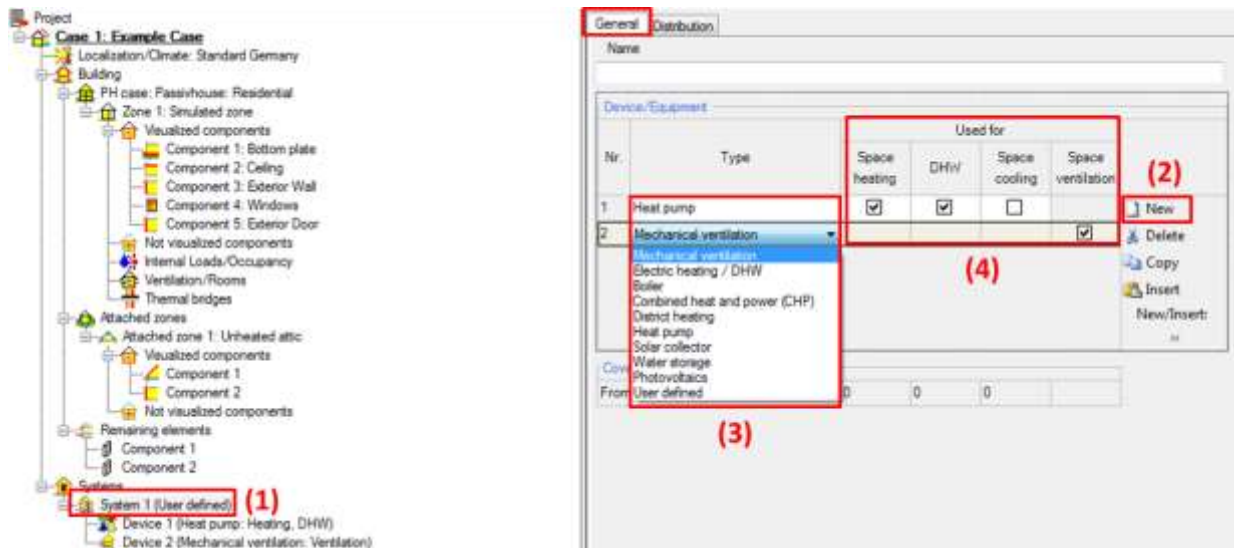 Project
Case 1: Example Case
Localization/Climate: Standard Germany
Building
PH case: Passivhouse: Residential
Zone 1: Simulated zone
Visualized components
Component 1: Bottom plate
Component 2: Ceiling
Component 3: Exterior Wall
Component 4: Windows
Component 5: Exterior Door
Not visualized components
Internal Loads/Occupancy
Ventilation/Rooms
Thermal bridges
Attached zones
Attached zone 1: Unheated attic
Visualized components
Component 1
Component 2
Not visualized components
Remaining elements
Component 1
Component 2
Systems
System 1 (User defined) (1)
Device 1 (Heat pump: Heating, DHW)
Device 2 (Mechanical ventilation: Ventilation)
General Distribution
Name
Device/Equipment
Used for
Nr. Type Space heating DHW Space cooling Space ventilation (2)
1 Heat pump New
2 Mechanical ventilation Delete
Mechanical ventilation
Electric heating / DHW
Boiler
Combined heat and power (CHP)
District heating
Heat pump
Solar collector
Water storage
Photovoltaics
User defined
(4)
Copy
Insert
New/Insert:
From 0 0 0
(3)